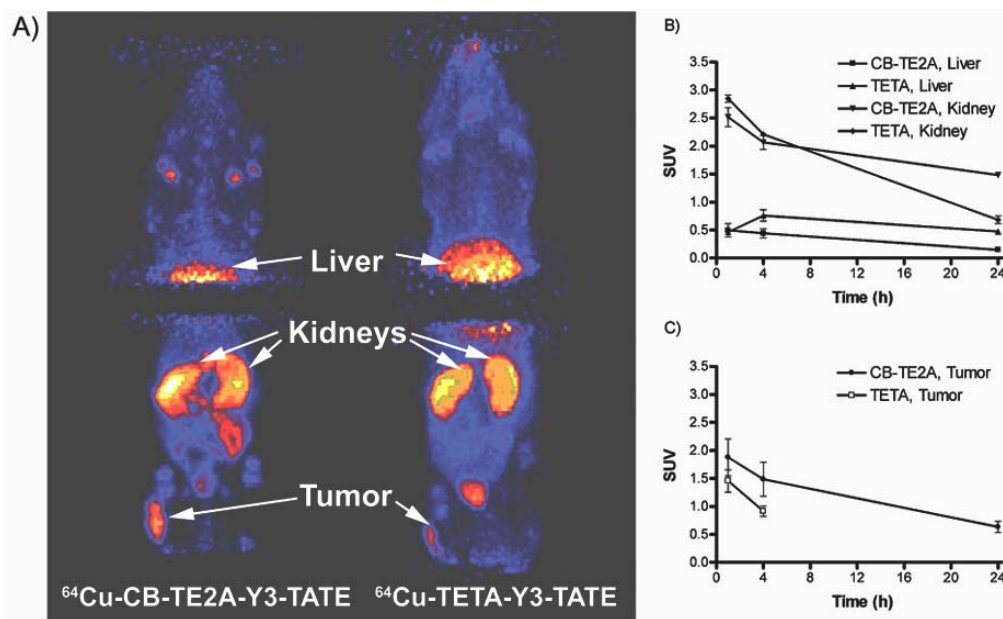 A)
Liver
Kidneys
Tumor
⁶⁴Cu-CB-TE2A-Y3-TATE
⁶⁴Cu-TETA-Y3-TATE
B)
CB-TE2A, Liver
TETA, Liver
CB-TE2A, Kidney
TETA, Kidney
SUV
3.5
3.0
2.5
2.0
1.5
0.5
0.5
0.0
0 4 8 12 16 20 24
Time (h)
C)
CB-TE2A, Tumor
TETA, Tumor
SUV
3.5
3.0
2.5
2.0
1.5
1.0
0.5
0.0
0 4 8 12 16 20 24
Time (h)